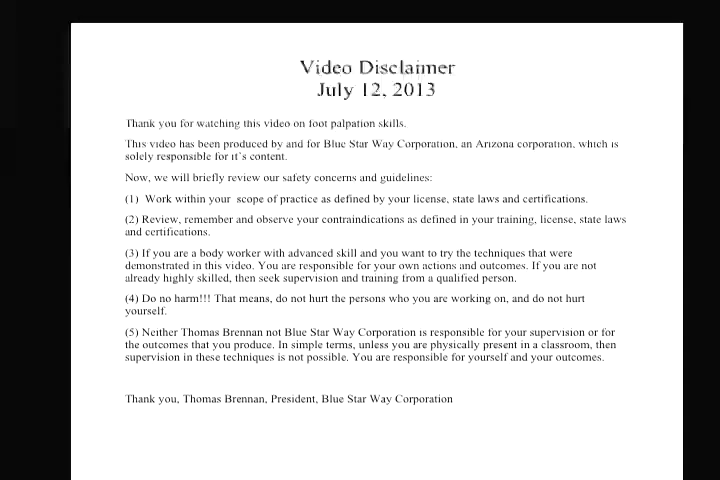 Video Disclaimer
July 12, 2013
Thank you for watching this video on foot palpation skills.
This video has been produced by and for Blue Star Way Corporation, an Arizona corporation, which is
solely responsible for it's content.
Now, we will briefly review our safety concerns and guidelines:
(1)  Work within your  scope of practice as defined by your license, state laws and certifications.
(2) Review, remember and observe your contraindications as defined in your training, license, state laws
and certifications.
(3) If you are a body worker with advanced skill and you want to try the techniques that were
demonstrated in this video. You are responsible for your own actions and outcomes. If you are not
already highly skilled, then seek supervision and training from a qualified person.
(4) Do no harm!!! That means, do not hurt the persons who you are working on, and do not hurt
yourself.
(5) Neither Thomas Brennan not Blue Star Way Corporation is responsible for your supervision or for
the outcomes that you produce. In simple terms, unless you are physically present in a classroom, then
supervision in these techniques is not possible. You are responsible for yourself and your outcomes.
Thank you, Thomas Brennan, President, Blue Star Way Corporation